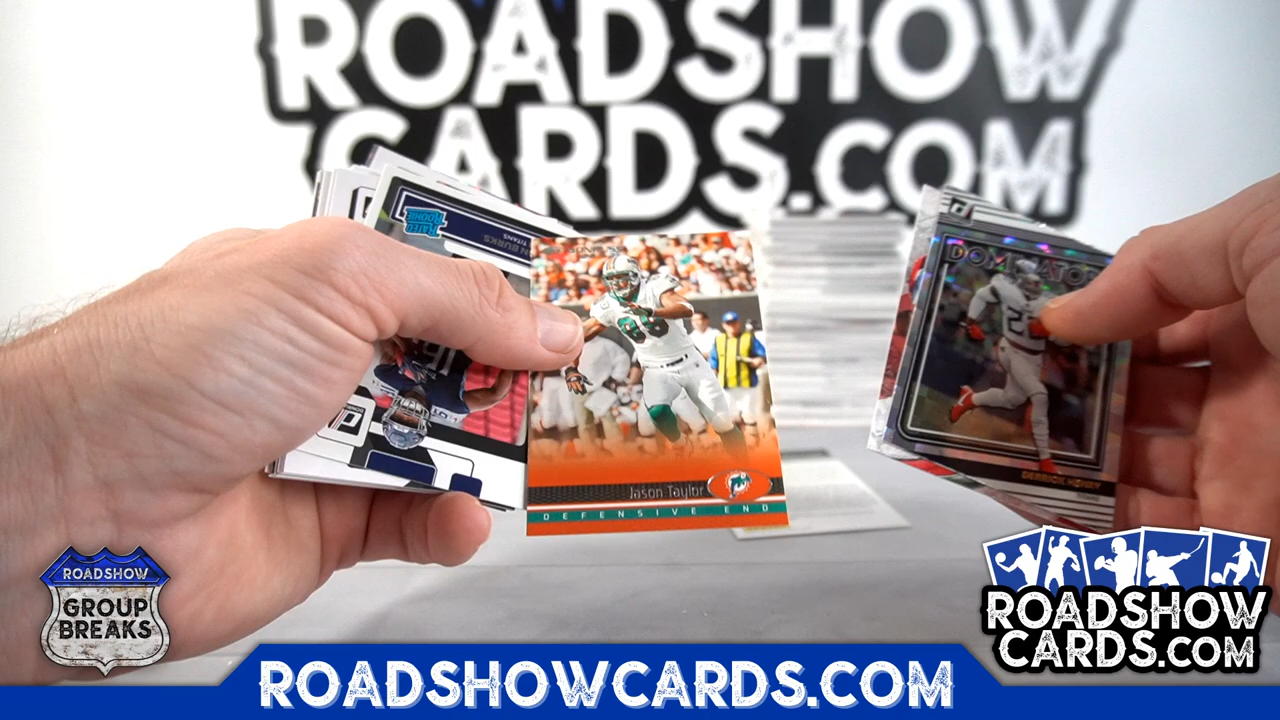 ROADSHOW
CARDS.COM
RATED ROOKIE
BURKS
TITANS
DOMINATOR
DERRICK HENRY
Jason Taylor
DEFENSIVE END
ROADSHOW
GROUP
BREAKS
ROADSHOW
CARDS.COM
ROADSHOWCARDS.COM